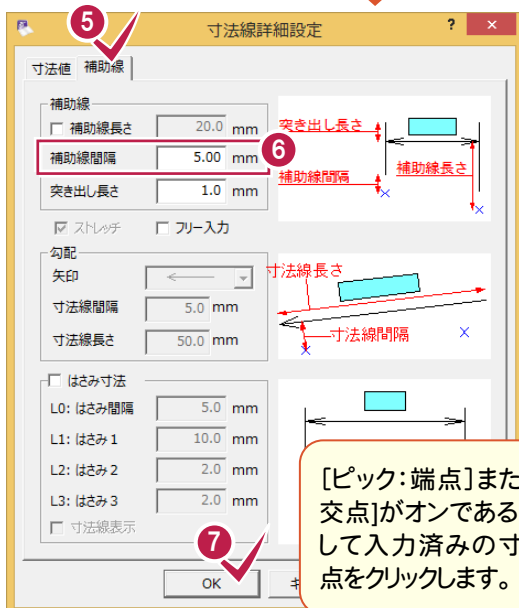 5
寸法線詳細設定
? ×
寸法値 補助線
補助線
補助線長さ 20.0 mm
6
補助線間隔 5.00 mm
突き出し長さ 1.0 mm
突き出し長さ
補助線間隔
補助線長さ
ストレッチ フリー入力
勾配
矢印
寸法線間隔 5.0 mm
寸法線長さ 50.0 mm
寸法線長さ
寸法線間隔
はさみ寸法
L0: はさみ間隔 5.0 mm
L1: はさみ1 10.0 mm
L2: はさみ2 2.0 mm
L3: はさみ3 2.0 mm
寸法線表示
7
OK キ
[ピック:端点]また
交点]がオンである
して入力済みの寸
点をクリックします。